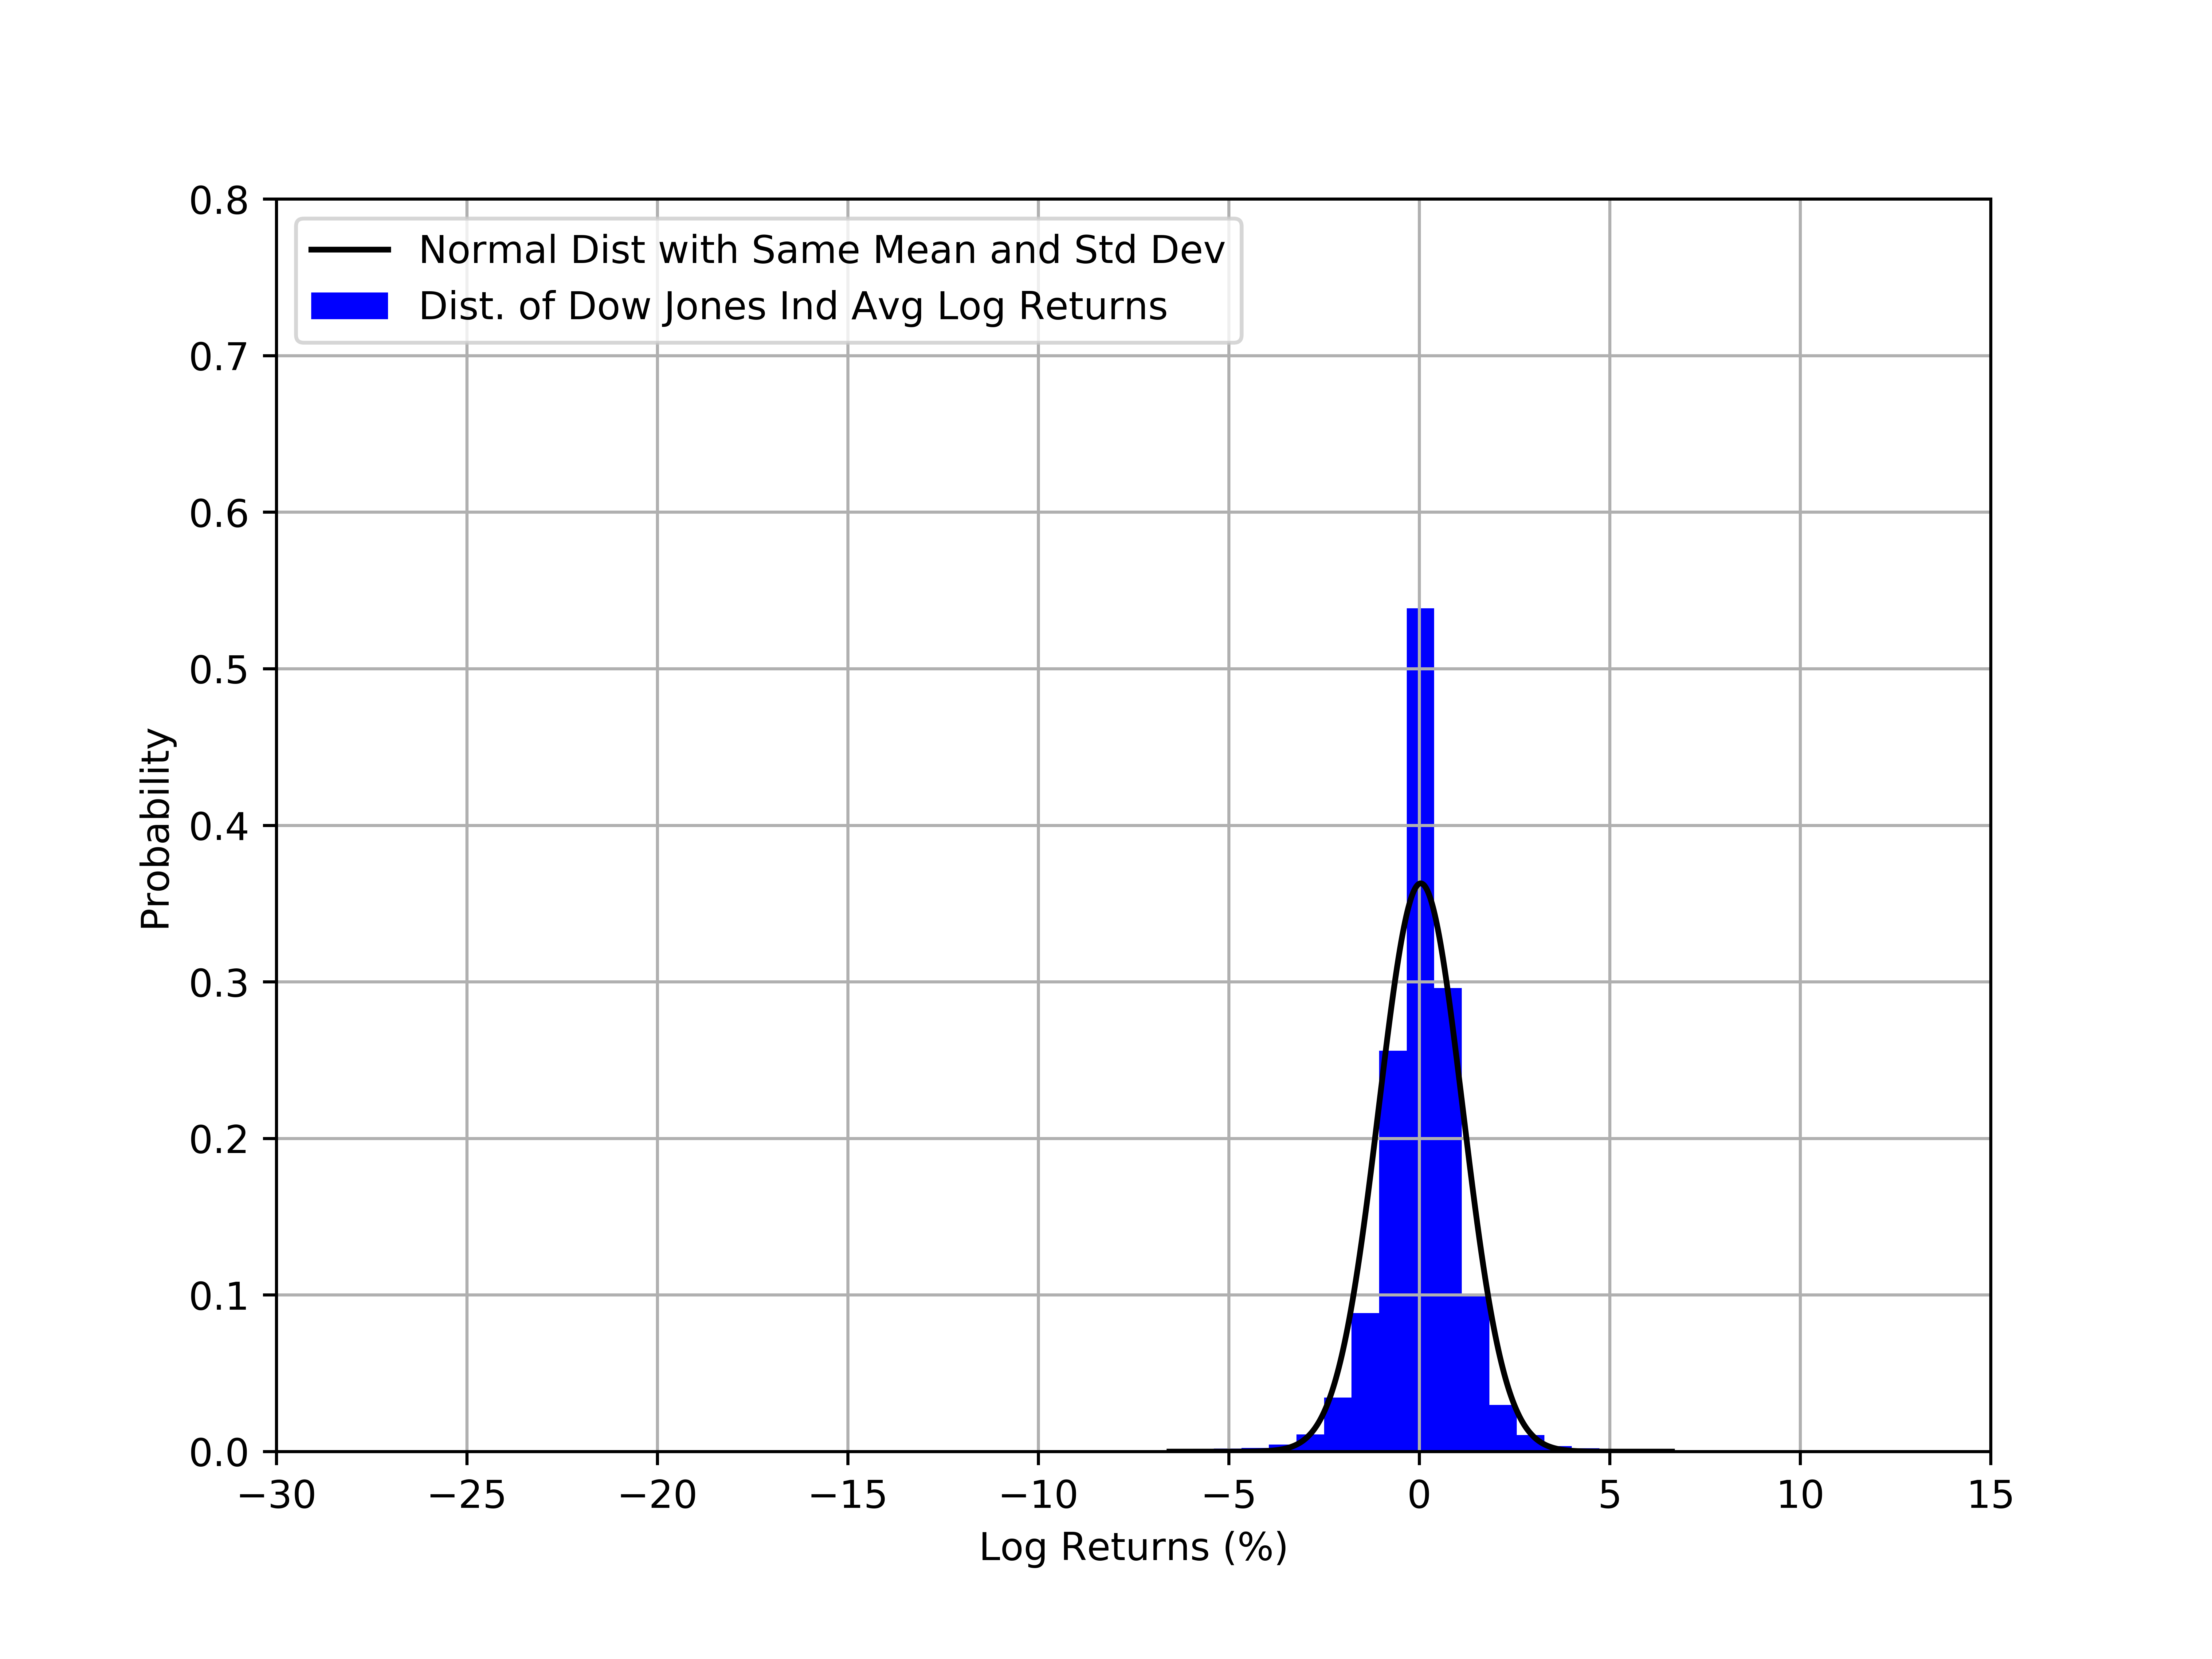 Normal Dist with Same Mean and Std Dev
Dist. of Dow Jones Ind Avg Log Returns
0.8
0.7
0.6
0.5
0.4
0.3
0.2
0.1
0.0
Probability
−30 −25 −20 −15 −10 −5 0 5 10 15
Log Returns (%)